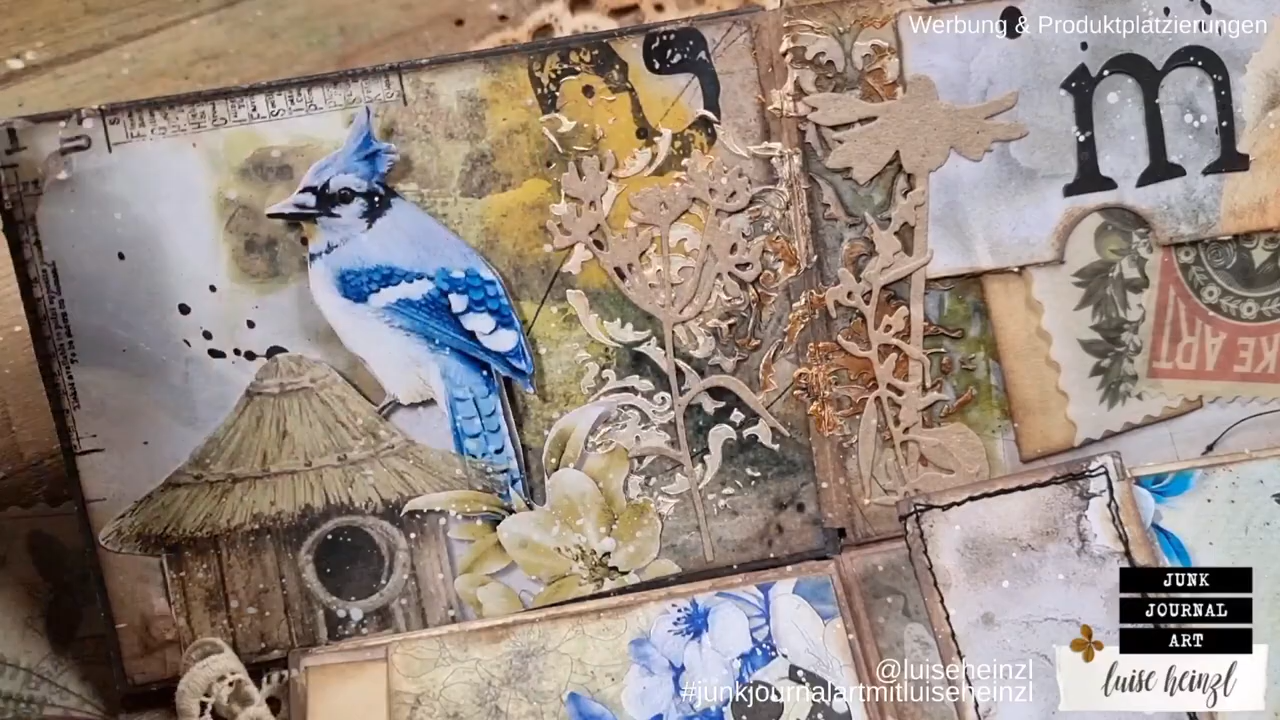 Werbung & Produktplatzierungen
m
KE ART
JUNK
JOURNAL
ART
@luiseheinzl
#junkjournalartmitluiseheinzl
luise heinzl